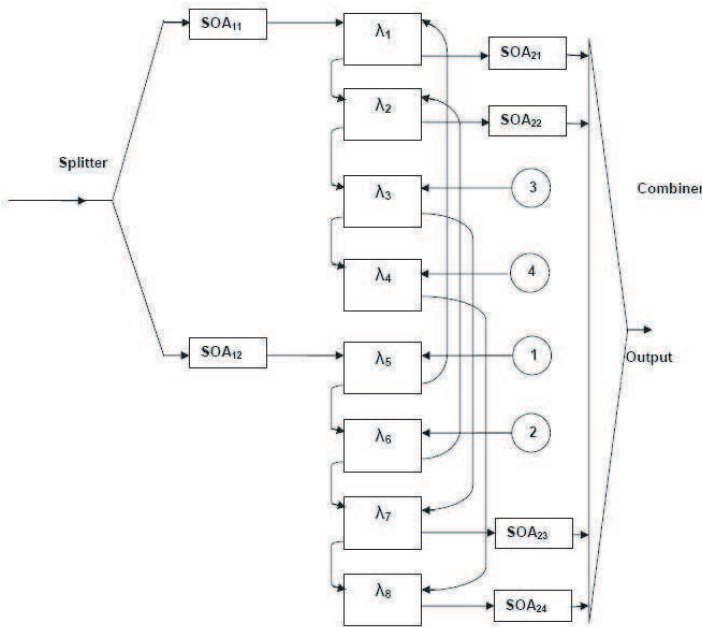 SOA₁₁
λ₁
SOA₂₁
λ₂
SOA₂₂
Splitter
λ₃
3
Combiner
λ₄
4
SOA₁₂
λ₅
1
Output
λ₆
2
λ₇
SOA₂₃
λ₈
SOA₂₄